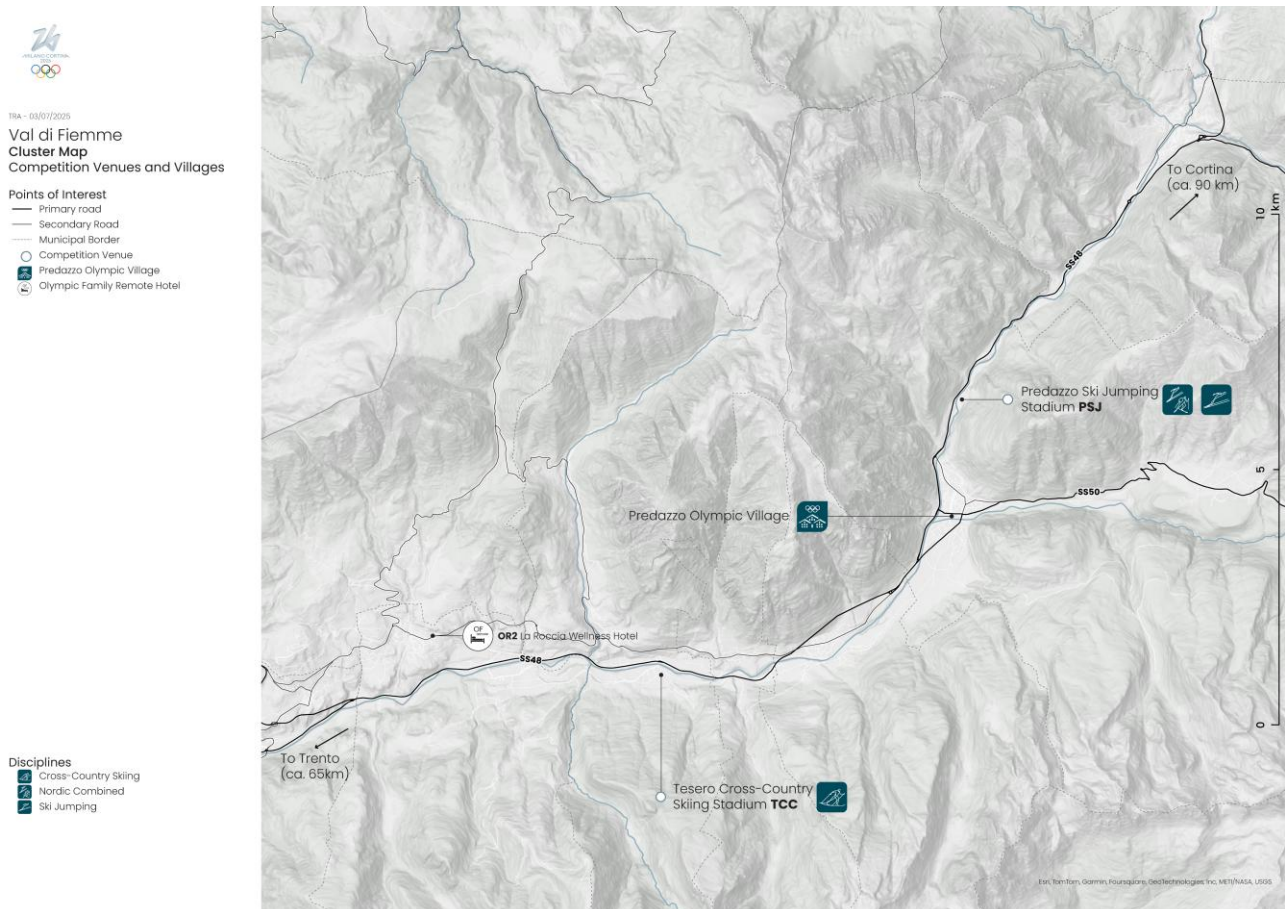 MILANO CORTINA
2026
TRA - 03/07/2025
Val di Fiemme
Cluster Map
Competition Venues and Villages
Points of Interest
Primary road
Secondary Road
Municipal Border
Competition Venue
Predazzo Olympic Village
Olympic Family Remote Hotel
To Cortina
(ca. 90 km)
10
km
SS48
Predazzo Ski Jumping
Stadium PSJ
5
SS50
Predazzo Olympic Village
OF
OR2 La Roccia Wellness Hotel
SS48
0
To Trento
(ca. 65km)
Tesero Cross-Country
Skiing Stadium TCC
Disciplines
Cross-Country Skiing
Nordic Combined
Ski Jumping
Esri, TomTom, Garmin, Foursquare, GeoTechnologies, Inc, METI/NASA, USGS